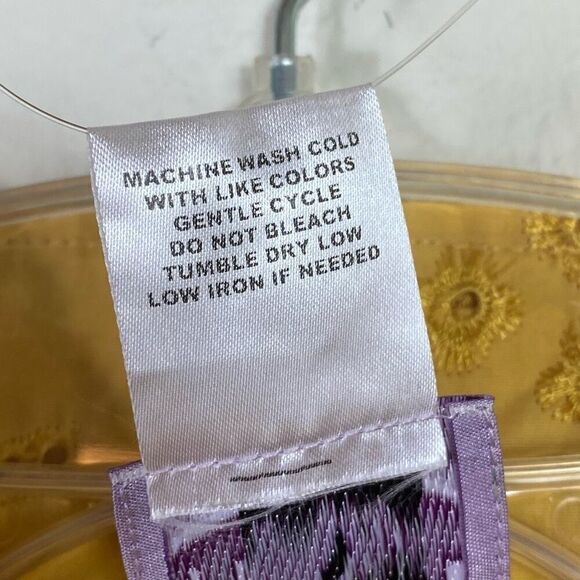 MACHINE WASH COLD
WITH LIKE COLORS
GENTLE CYCLE
DO NOT BLEACH
TUMBLE DRY LOW
LOW IRON IF NEEDED